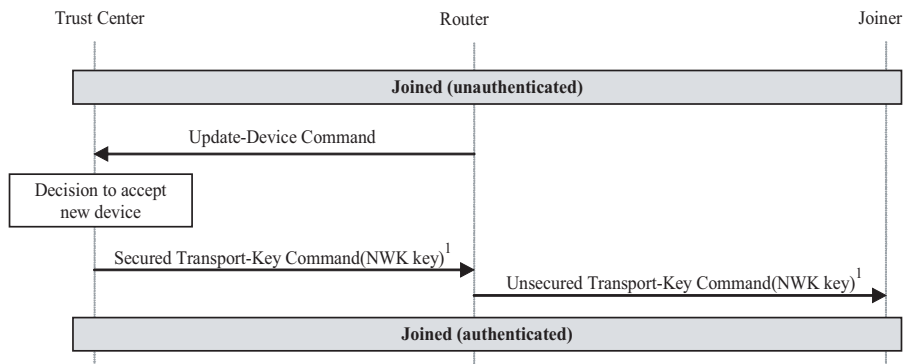 Trust Center Router Joiner
Joined (unauthenticated)
Update-Device Command
Decision to accept
new device
Secured Transport-Key Command(NWK key)1
Unsecured Transport-Key Command(NWK key)1
Joined (authenticated)